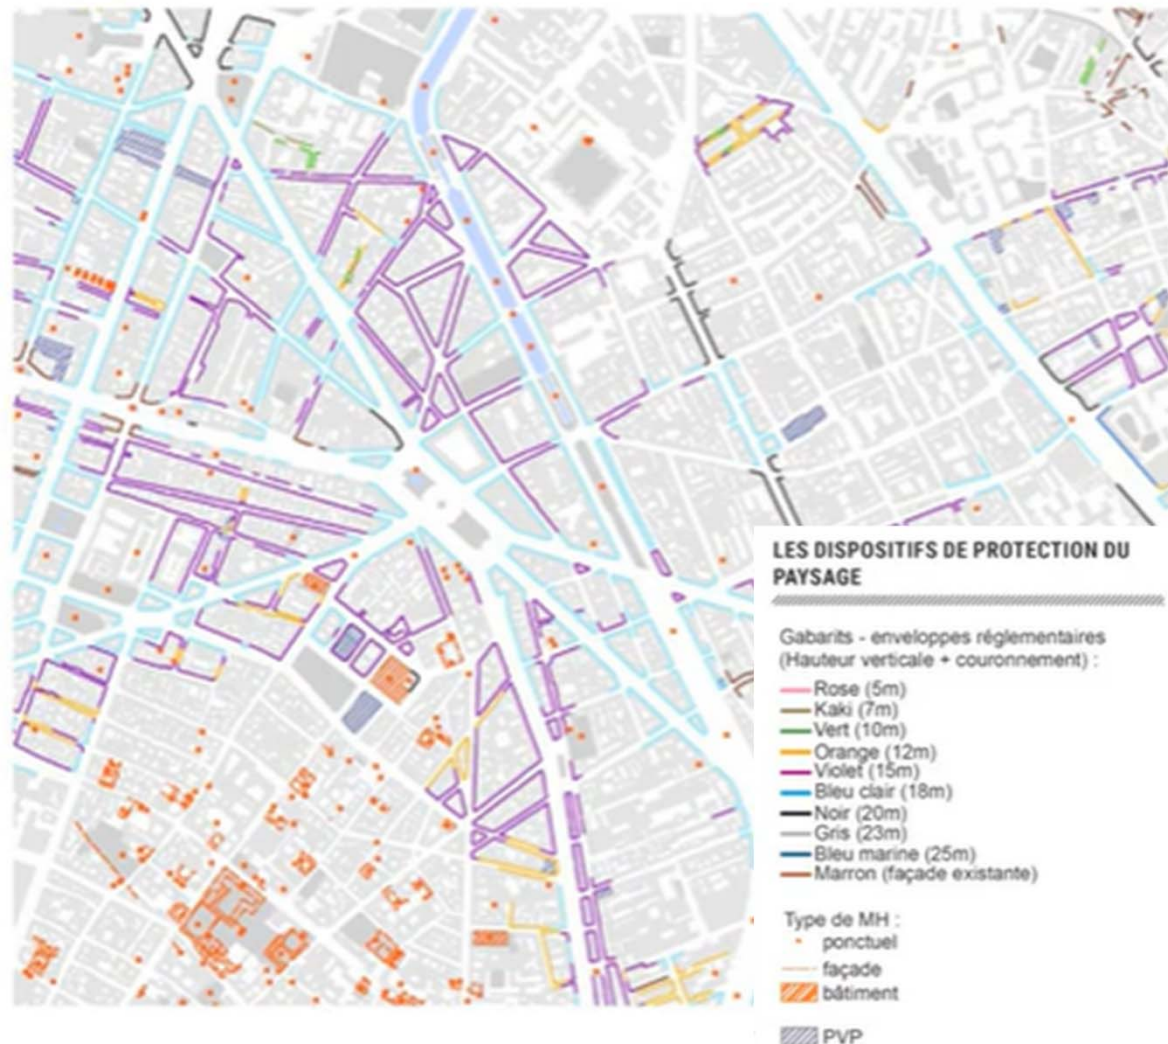 LES DISPOSITIFS DE PROTECTION DU
PAYSAGE
Gabarits - enveloppes réglementaires
(Hauteur verticale + couronnement) :
Rose (5m)
Kaki (7m)
Vert (10m)
Orange (12m)
Violet (15m)
Bleu clair (18m)
Noir (20m)
Gris (23m)
Bleu marine (25m)
Marron (façade existante)
Type de MH :
ponctuel
façade
bâtiment
PVP